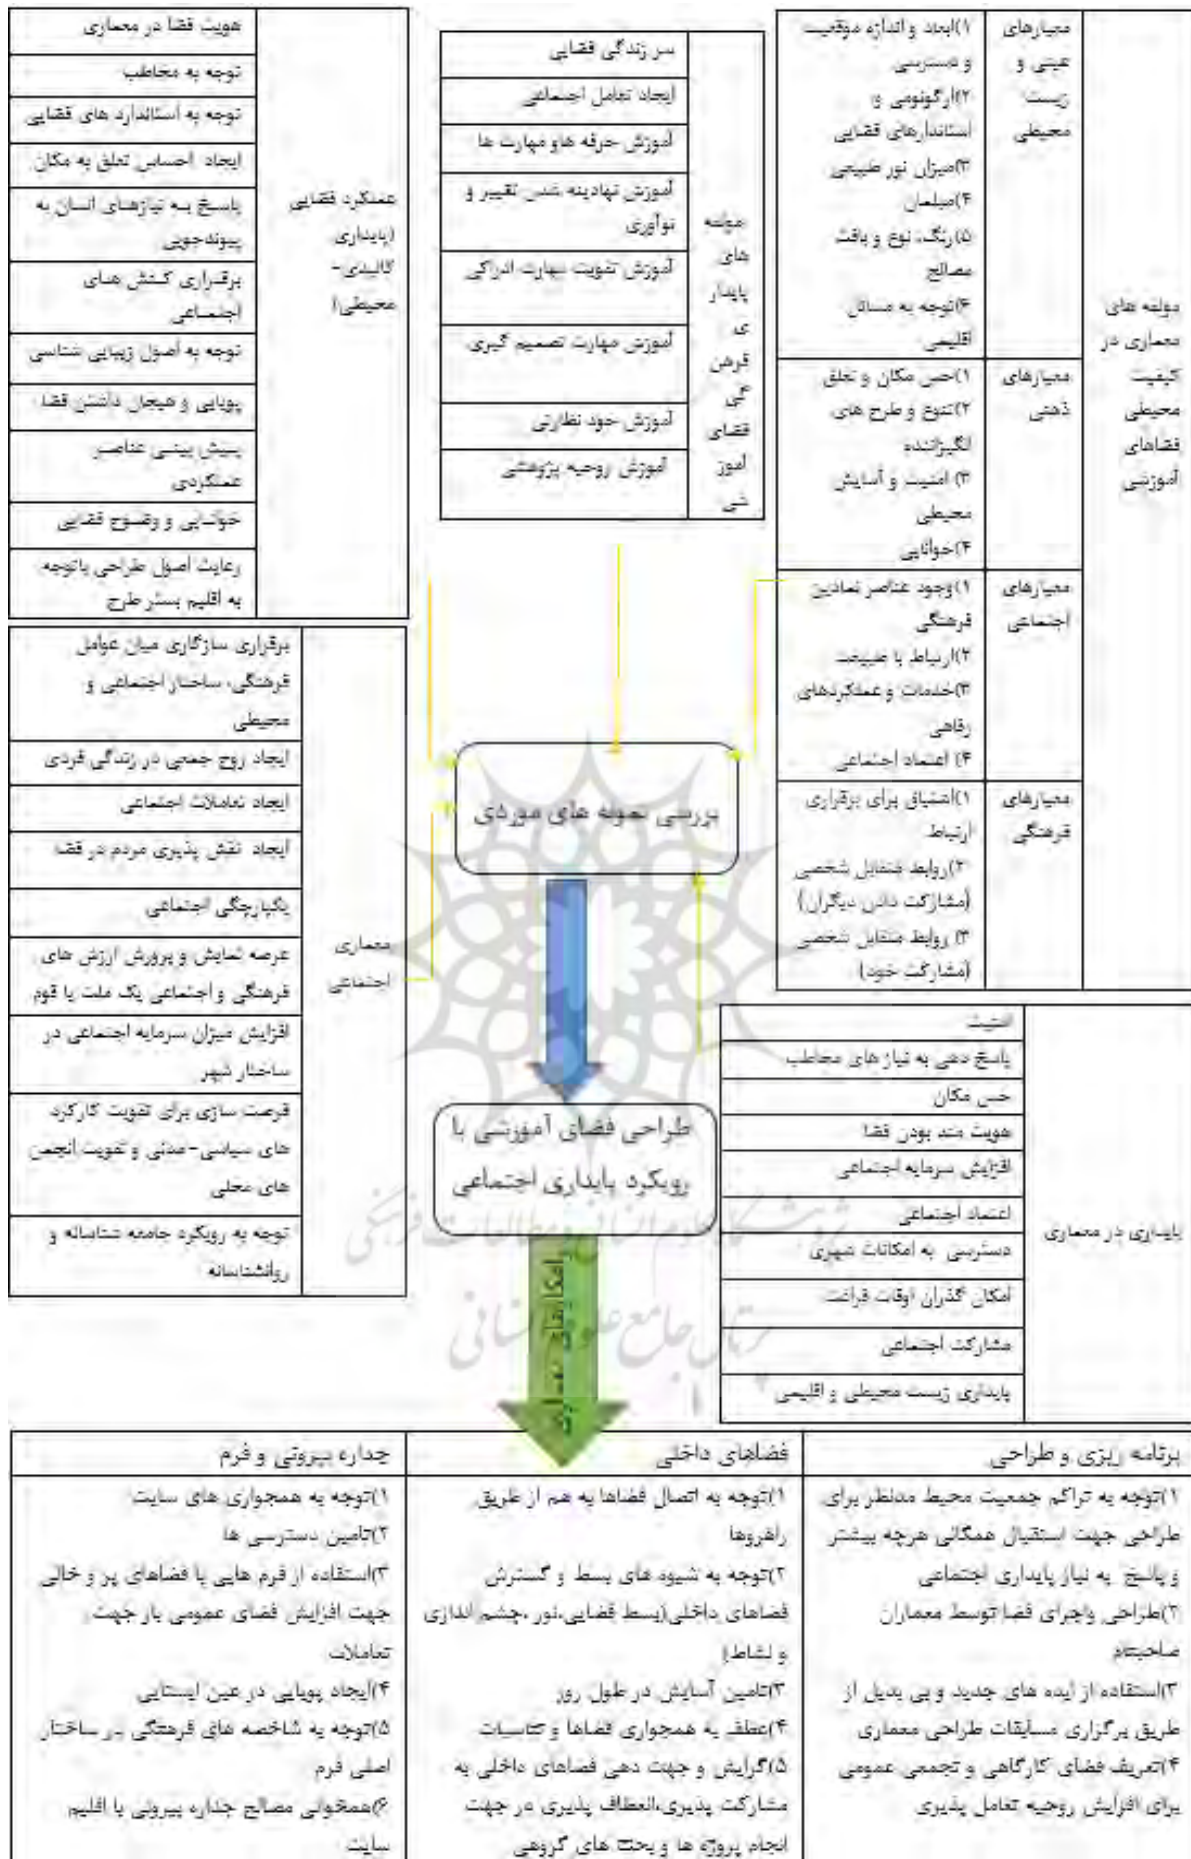 مولفه های
معماری در
کیفیت
محیطی
فضاهای
آموزشی
معیارهای
عینی و
زیست
محیطی
۱)ابعاد و اندازه موقعیت
و دسترسی
۲)ارگونومی و
استاندارهای فضایی
۳)میزان نور طبیعی
۴)مبلمان
۵)رنگ، نوع و بافت
مصالح
۶)توجه به مسائل
اقلیمی
معیارهای
ذهنی
۱)حس مکان و تعلق
۲)تنوع و طرح های
انگیزاننده
۳) امنیت و آسایش
محیطی
۴)خوانایی
معیارهای
اجتماعی
۱)وجود عناصر نمادین
فرهنگی
۲)ارتباط با طبیعت
۳)خدمات و عملکردهای
رفاهی
۴) اعتماد اجتماعی
معیارهای
فرهنگی
۱)اشتیاق برای برقراری
ارتباط
۲)روابط متقابل شخصی
(مشارکت دادن دیگران)
۳) روابط متقابل شخصی
(مشارکت خود)
مولفه
های
پایدار
ی
فرهن
گی
فضای
آموز
شی
سر زندگی فضایی
ایجاد تعامل اجتماعی
آموزش حرفه هاو مهارت ها
آموزش نهادینه شدن تغییر و
نوآوری
آموزش تقویت مهارت ادراکی
آموزش مهارت تصمیم گیری
آموزش خود نظارتی
آموزش روحیه پژوهشی
عملکرد فضایی
(پایداری
کالبدی-
محیطی)
هویت فضا در معماری
توجه به مخاطب
توجه به استاندارد های فضایی
ایجاد احساس تعلق به مکان
پاسخ به نیازهای انسان به
پیوندجویی
برقراری کنش های
اجتماعی
توجه به اصول زیبایی شناسی
پویایی و هیجان داشتن فضا
پیش بینی عناصر
عملکردی
خوانایی و وضوح فضایی
رعایت اصول طراحی باتوجه
به اقلیم بستر طرح
معماری
اجتماعی
برقراری سازگاری میان عوامل
فرهنگی، ساختار اجتماعی و
محیطی
ایجاد روح جمعی در زندگی فردی
ایجاد تعاملات اجتماعی
ایجاد نقش پذیری مردم در فضا
یکپارچگی اجتماعی
عرصه نمایش و پرورش ارزش های
فرهنگی و اجتماعی یک ملت یا قوم
افزایش میزان سرمایه اجتماعی در
ساختار شهر
فرصت سازی برای تقویت کارکرد
های سیاسی-مدنی و تقویت انجمن
های محلی
توجه به رویکرد جامعه شناسانه و
روانشناسانه
بررسی نمونه های موردی
طراحی فضای آموزشی با
رویکرد پایداری اجتماعی
راهکارهای معماری
پژوهشگاه علوم انسانی و مطالعات فرهنگی
پرتال جامع علوم انسانی
پایداری در معماری
امنیت
پاسخ دهی به نیاز های مخاطب
حس مکان
هویت مند بودن فضا
افزایش سرمایه اجتماعی
اعتماد اجتماعی
دسترسی به امکانات شهری
امکان گذران اوقات فراغت
مشارکت اجتماعی
پایداری زیست محیطی و اقلیمی
برنامه ریزی و طراحی
۱)توجه به تراکم جمعیت محیط مدنظر برای
طراحی جهت استقبال همگانی هرچه بیشتر
و پاسخ به نیاز پایداری اجتماعی
۲)طراحی واجرای فضا توسط معماران
صاحبنام
۳)استفاده از ایده های جدید و بی بدیل از
طریق برگزاری مسابقات طراحی معماری
۴)تعریف فضای کارگاهی و تجمعی عمومی
برای افزایش روحیه تعامل پذیری
فضاهای داخلی
۱)توجه به اتصال فضاها به هم از طریق
راهروها
۲)توجه به شیوه های بسط و گسترش
فضاهای داخلی(بسط فضایی،نور ،چشم اندازی
و نشاط)
۳)تامین آسایش در طول روز
۴)عطف به همجواری فضاها و تناسبات
۵)گرایش و جهت دهی فضاهای داخلی به
مشارکت پذیری،انعطاف پذیری در جهت
انجام پروژه ها و بحث های گروهی
جداره بیرونی و فرم
۱)توجه به همجواری های سایت
۲)تامین دسترسی ها
۳)استفاده از فرم هایی با فضاهای پر و خالی
جهت افزایش فضای عمومی باز جهت
تعاملات
۴)ایجاد پویایی در عین ایستایی
۵)توجه به شاخصه های فرهنگی در ساختار
اصلی فرم
۶)همخوانی مصالح جداره بیرونی با اقلیم
سایت